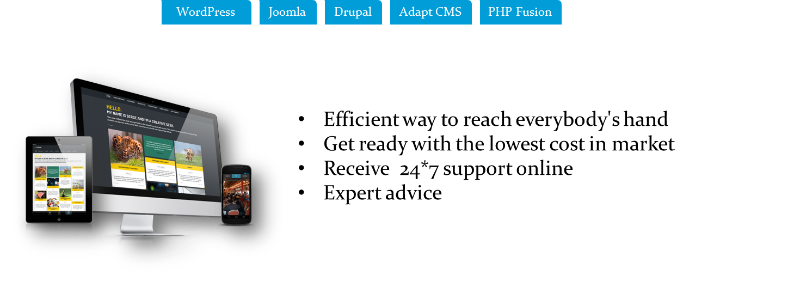 WordPress Joomla Drupal Adapt CMS PHP Fusion
HELLO.
• Efficient way to reach everybody's hand
• Get ready with the lowest cost in market
• Receive 24*7 support online
• Expert advice